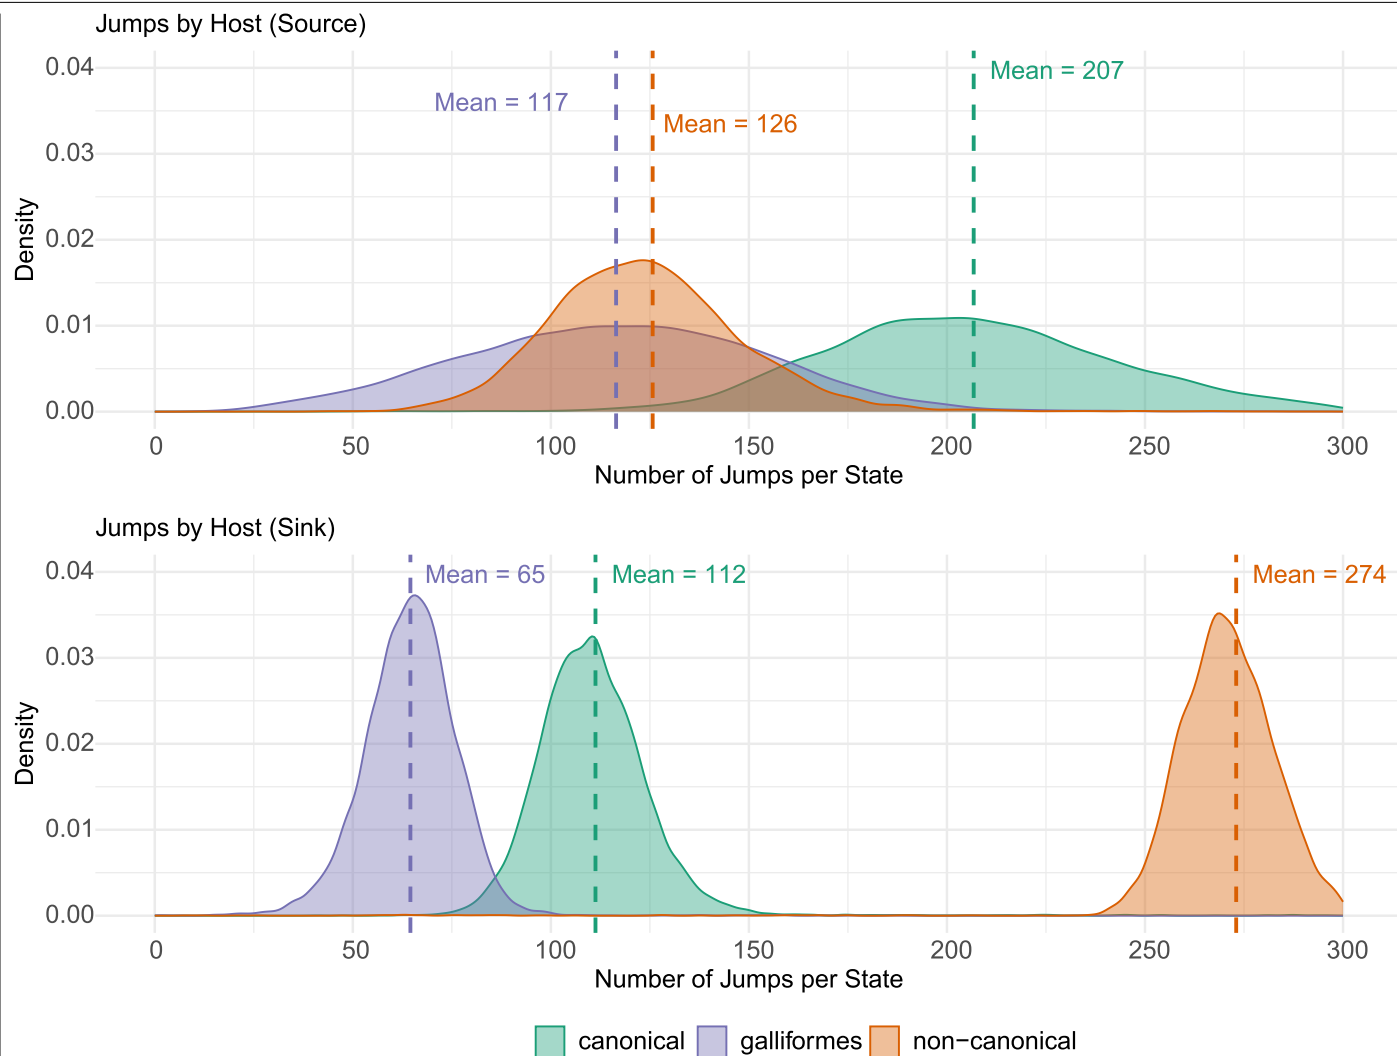 Jumps by Host (Source)
0.04
0.03
0.02
0.01
0.00
Density
Mean = 117
Mean = 126
Mean = 207
0 50 100 150 200 250 300
Number of Jumps per State
Jumps by Host (Sink)
0.04
0.03
0.02
0.01
0.00
Density
Mean = 65
Mean = 112
Mean = 274
0 50 100 150 200 250 300
Number of Jumps per State
canonical galliformes non−canonical